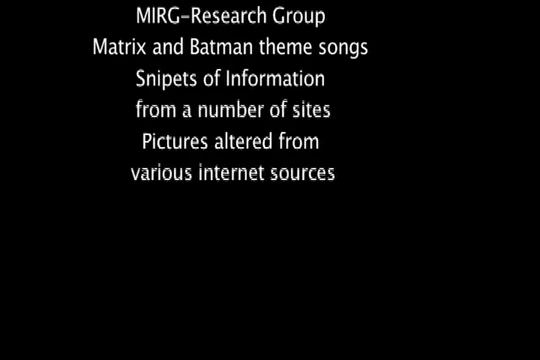 MIRG-Research Group
Matrix and Batman theme songs
Snipets of Information
from a number of sites
Pictures altered from
various internet sources